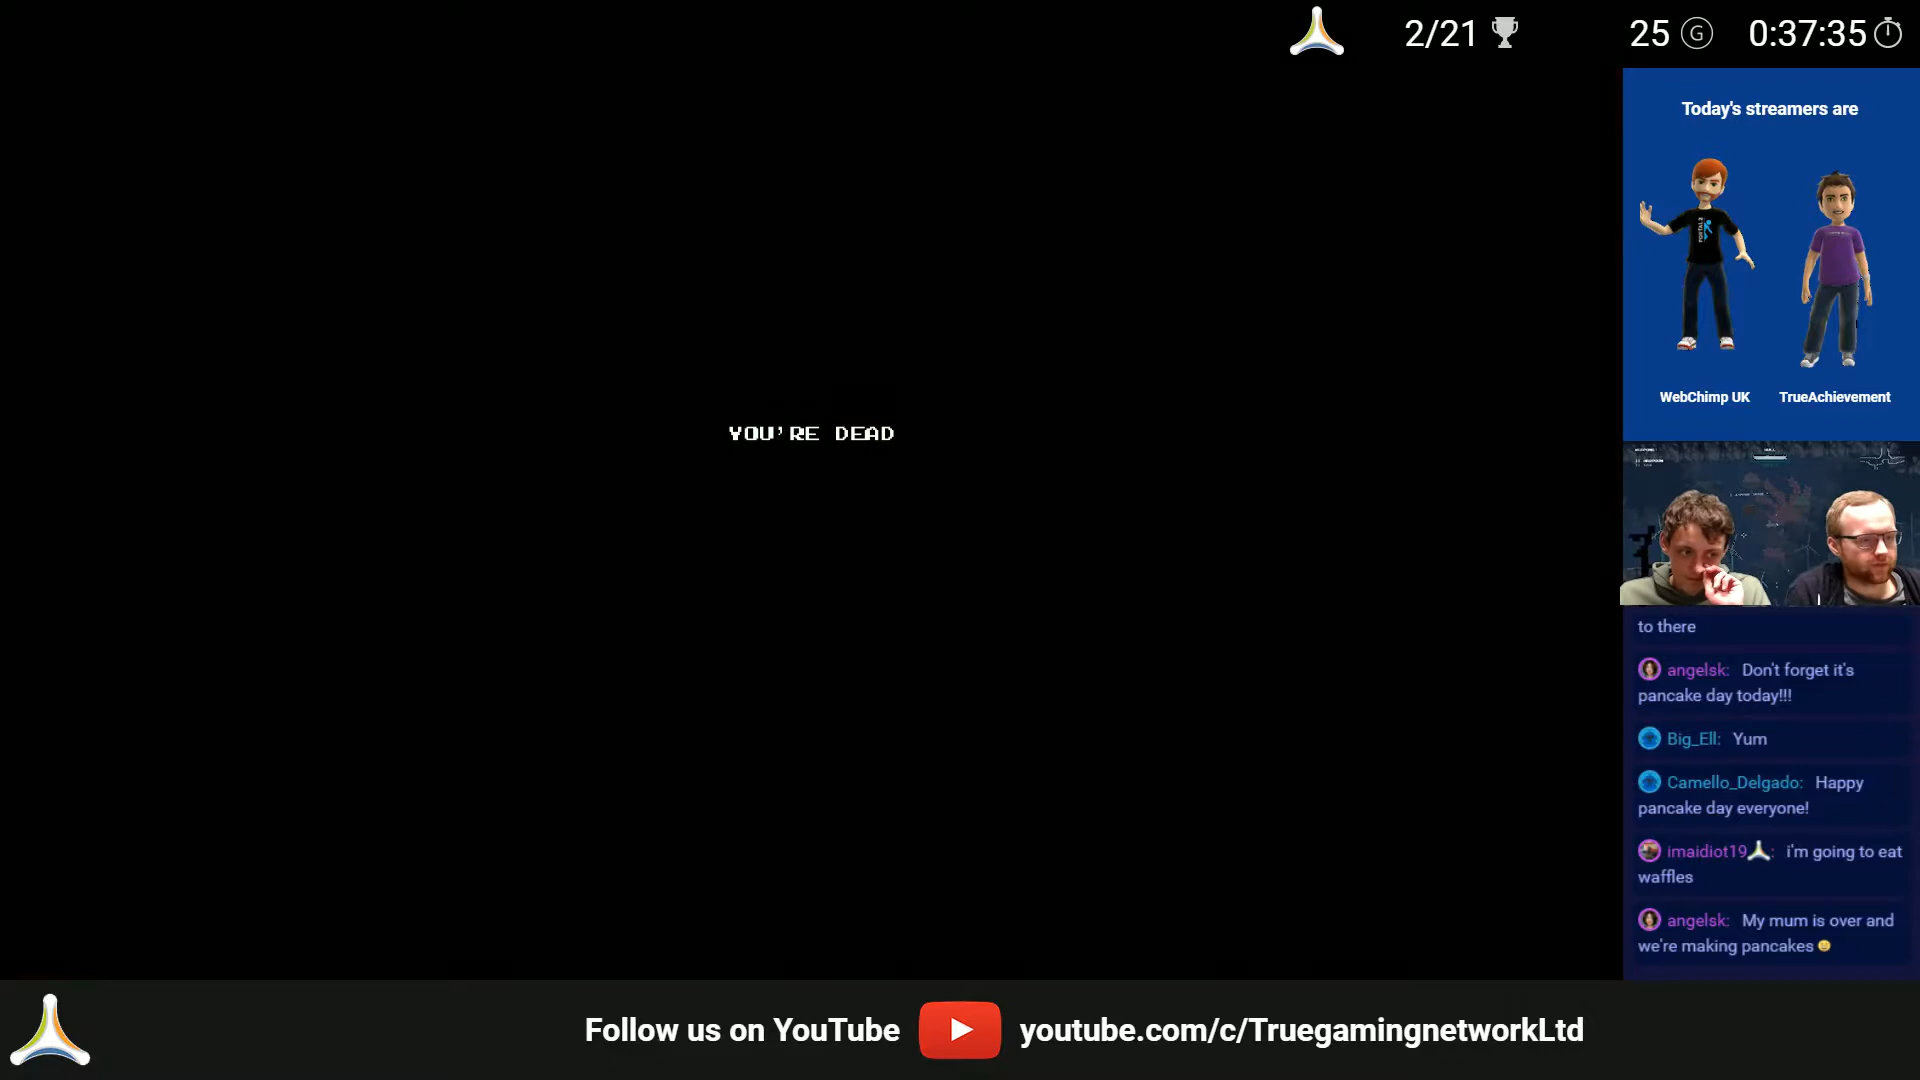 2/21
25 G 0:37:35
Today's streamers are
WebChimp UK TrueAchievement
YOU'RE DEAD
to there
angelsk: Don't forget it's
pancake day today!!!
Big_Ell: Yum
Camello_Delgado: Happy
pancake day everyone!
imaidiot19: i'm going to eat
waffles
angelsk: My mum is over and
we're making pancakes
Follow us on YouTube youtube.com/c/TruegamingnetworkLtd